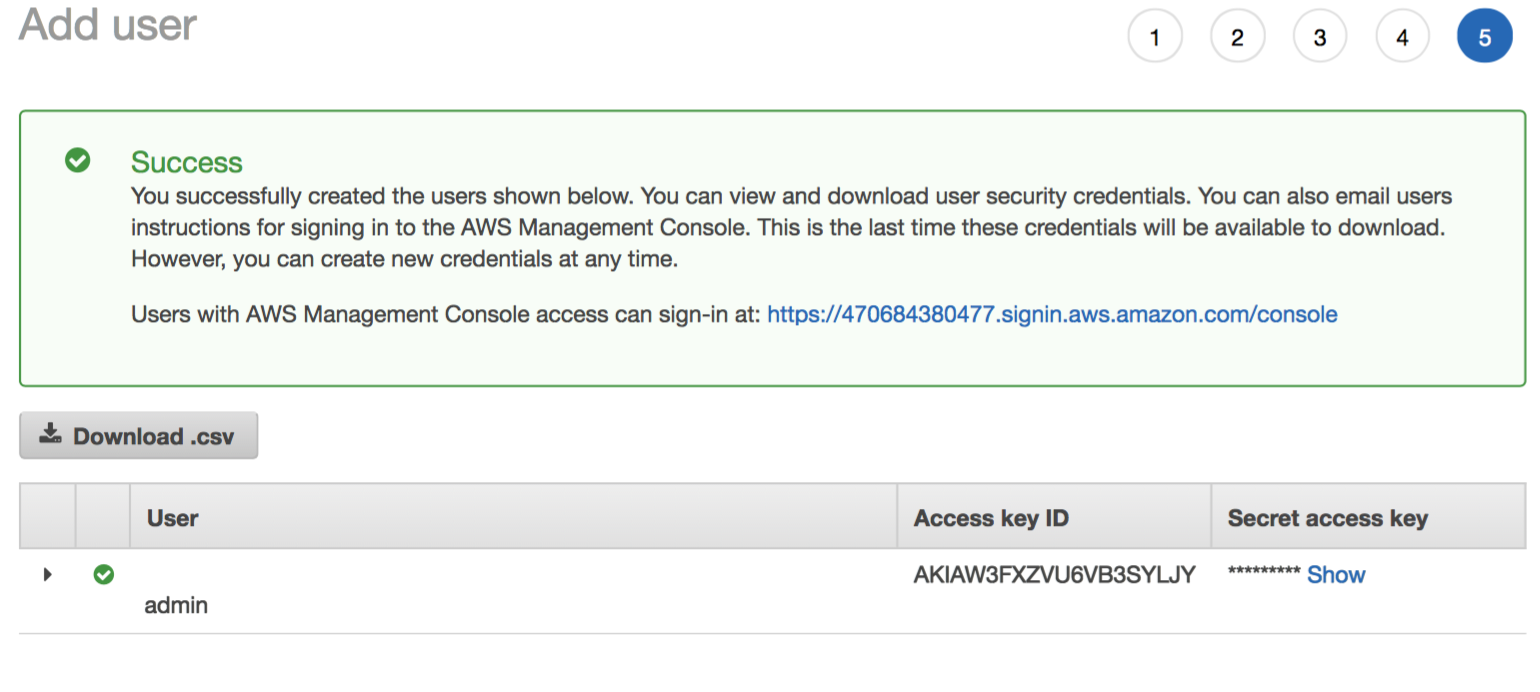 Add user
1 2 3 4 5
Success
You successfully created the users shown below. You can view and download user security credentials. You can also email users
instructions for signing in to the AWS Management Console. This is the last time these credentials will be available to download.
However, you can create new credentials at any time.
Users with AWS Management Console access can sign-in at: https://470684380477.signin.aws.amazon.com/console
Download .csv
User Access key ID Secret access key
AKIAW3FXZVU6VB3SYLJY ********* Show
admin